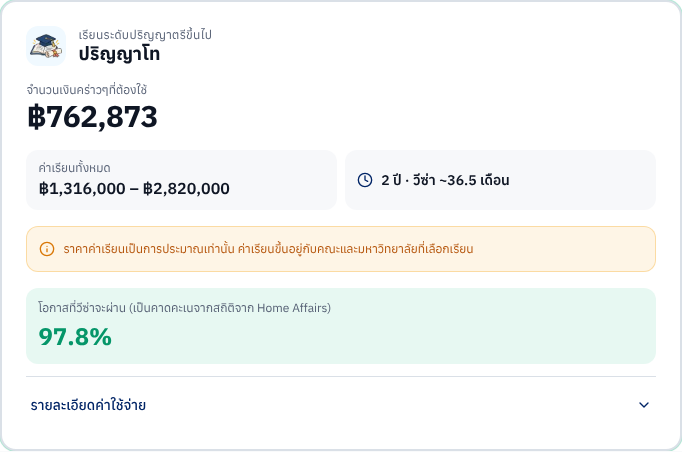 เรียนระดับปริญญาตรีขึ้นไป
ปริญญาโท
จำนวนเงินคร่าวๆที่ต้องใช้
฿762,873
ค่าเรียนทั้งหมด
฿1,316,000 – ฿2,820,000
2 ปี · วีซ่า ~36.5 เดือน
ราคาค่าเรียนเป็นการประมาณเท่านั้น ค่าเรียนขึ้นอยู่กับคณะและมหาวิทยาลัยที่เลือกเรียน
โอกาสที่วีซ่าจะผ่าน (เป็นคาดคะเนจากสถิติจาก Home Affairs)
97.8%
รายละเอียดค่าใช้จ่าย